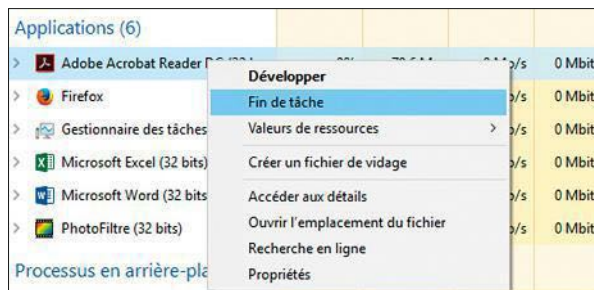 Applications (6)
Adobe Acrobat Reader
0 Mbit
Développer
Firefox
Fin de tâche
0 Mbit
Gestionnaire des tâches
Valeurs de ressources
0 Mbit
Microsoft Excel (32 bits)
Créer un fichier de vidage
0 Mbit
Microsoft Word (32 bits
Accéder aux détails
0 Mbit
Ouvrir l'emplacement du fichier
PhotoFiltre (32 bits)
0 Mbit
Recherche en ligne
Processus en arrière-pla
Propriétés